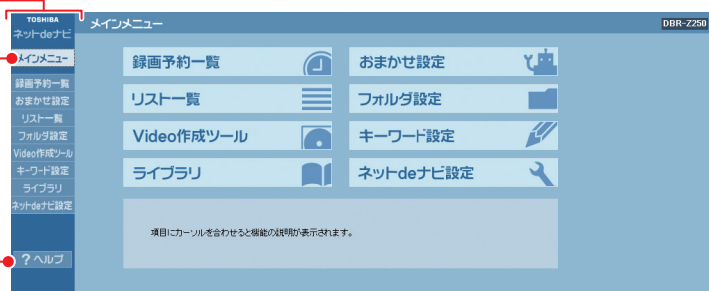 TOSHIBA
ネットdeナビ
メインメニュー
録画予約一覧
おまかせ設定
リスト一覧
フォルダ設定
Video作成ツール
キーワード設定
ライブラリ
ネットdeナビ設定
?ヘルプ
メインメニュー
DBR-Z250
録画予約一覧
おまかせ設定
リスト一覧
フォルダ設定
Video作成ツール
キーワード設定
ライブラリ
ネットdeナビ設定
項目にカーソルを合わせると機能の説明が表示されます。